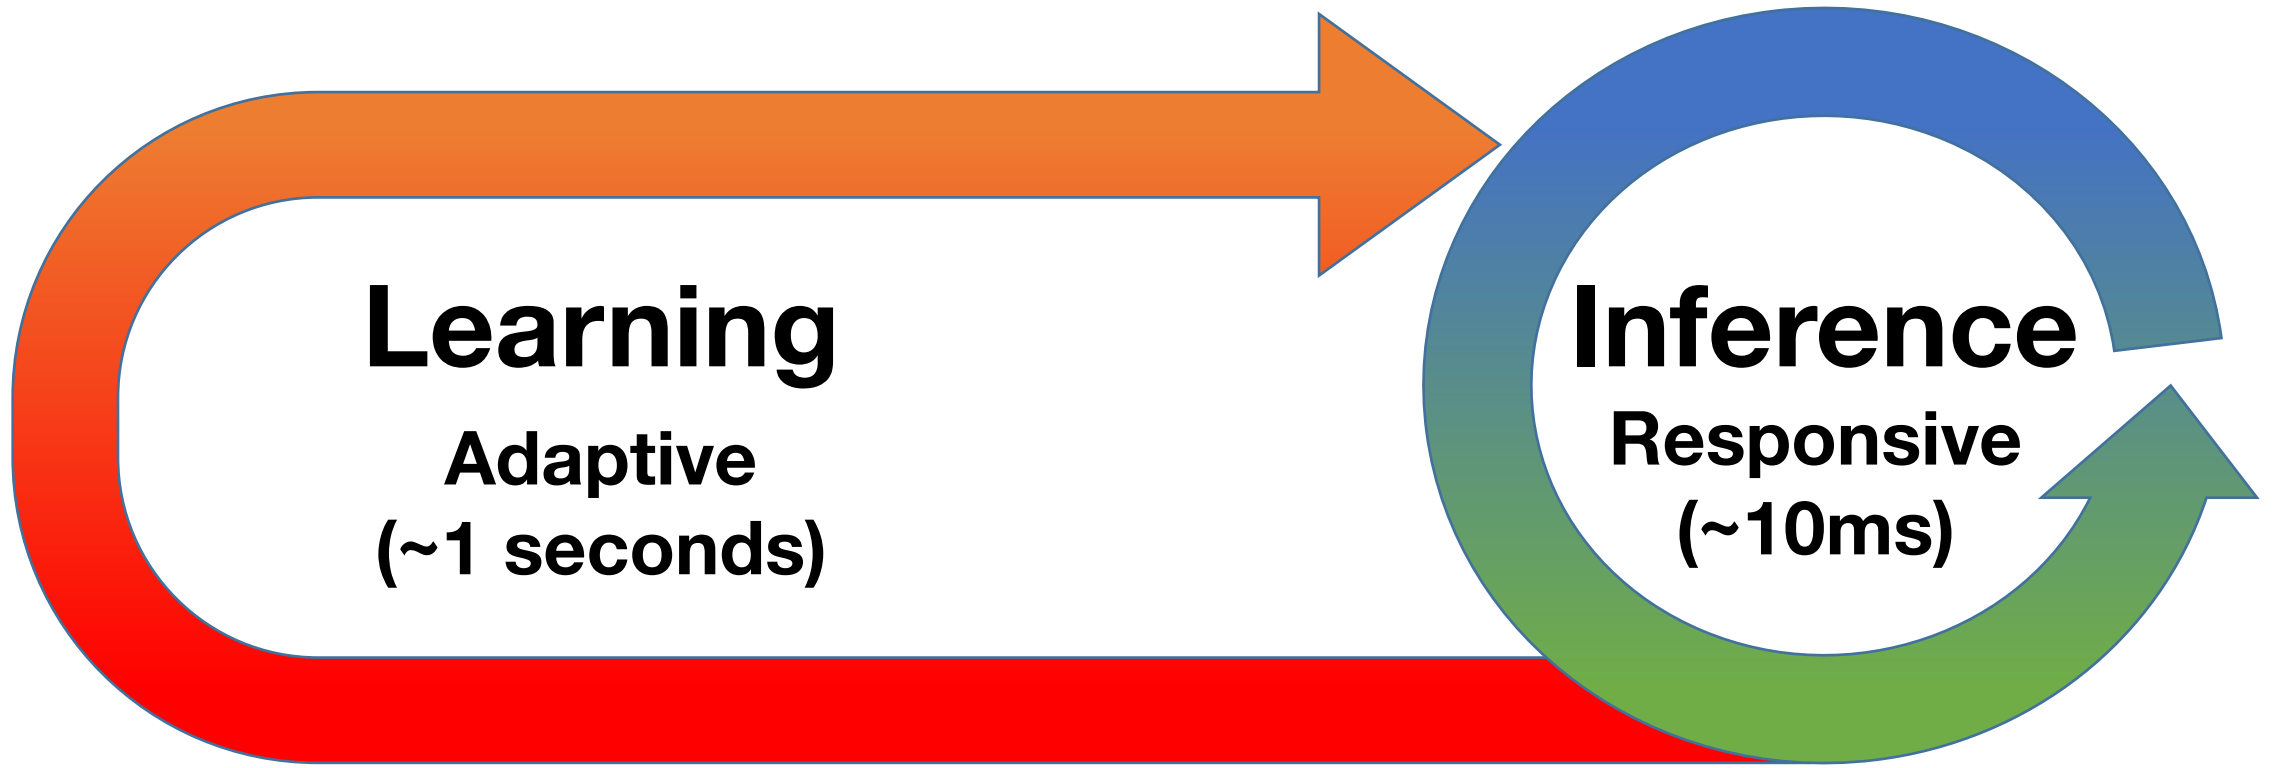 Learning
Adaptive
(~1 seconds)
Inference
Responsive
(~10ms)